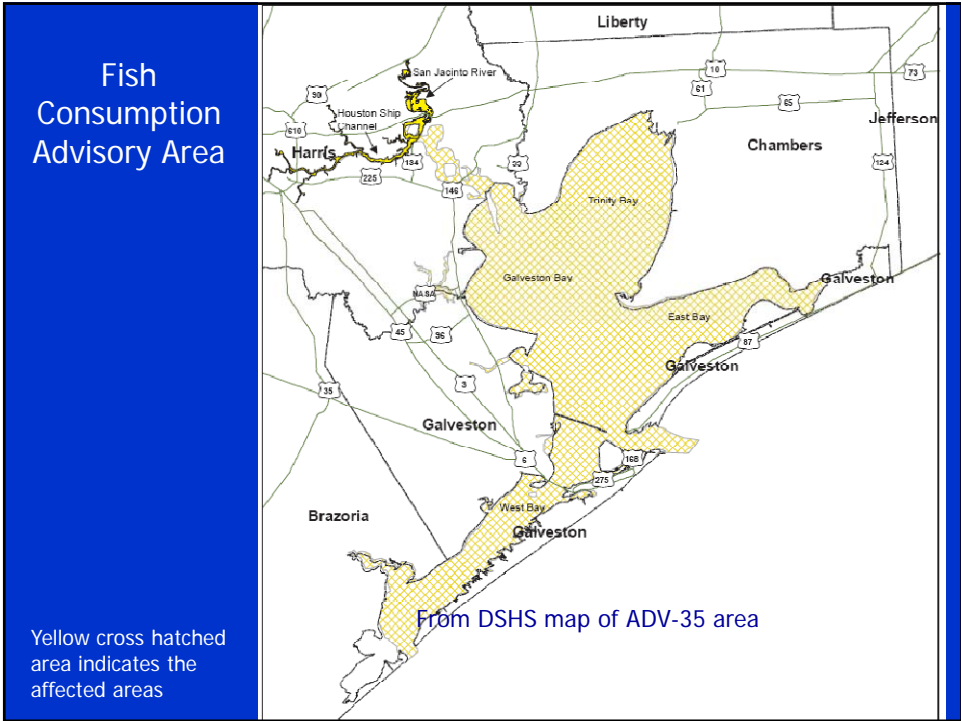 Fish
Consumption
Advisory Area
Yellow cross hatched
area indicates the
affected areas
Liberty
San Jacinto River
10
73
90
61
65
Houston Ship
Channel
Jefferson
610
Harris
Chambers
184
225
99
124
146
Trinity Bay
Galveston Bay
Galveston
NASA
East Bay
45
96
87
Galveston
35
3
Galveston
6
168
275
West Bay
Brazoria
Galveston
From DSHS map of ADV-35 area